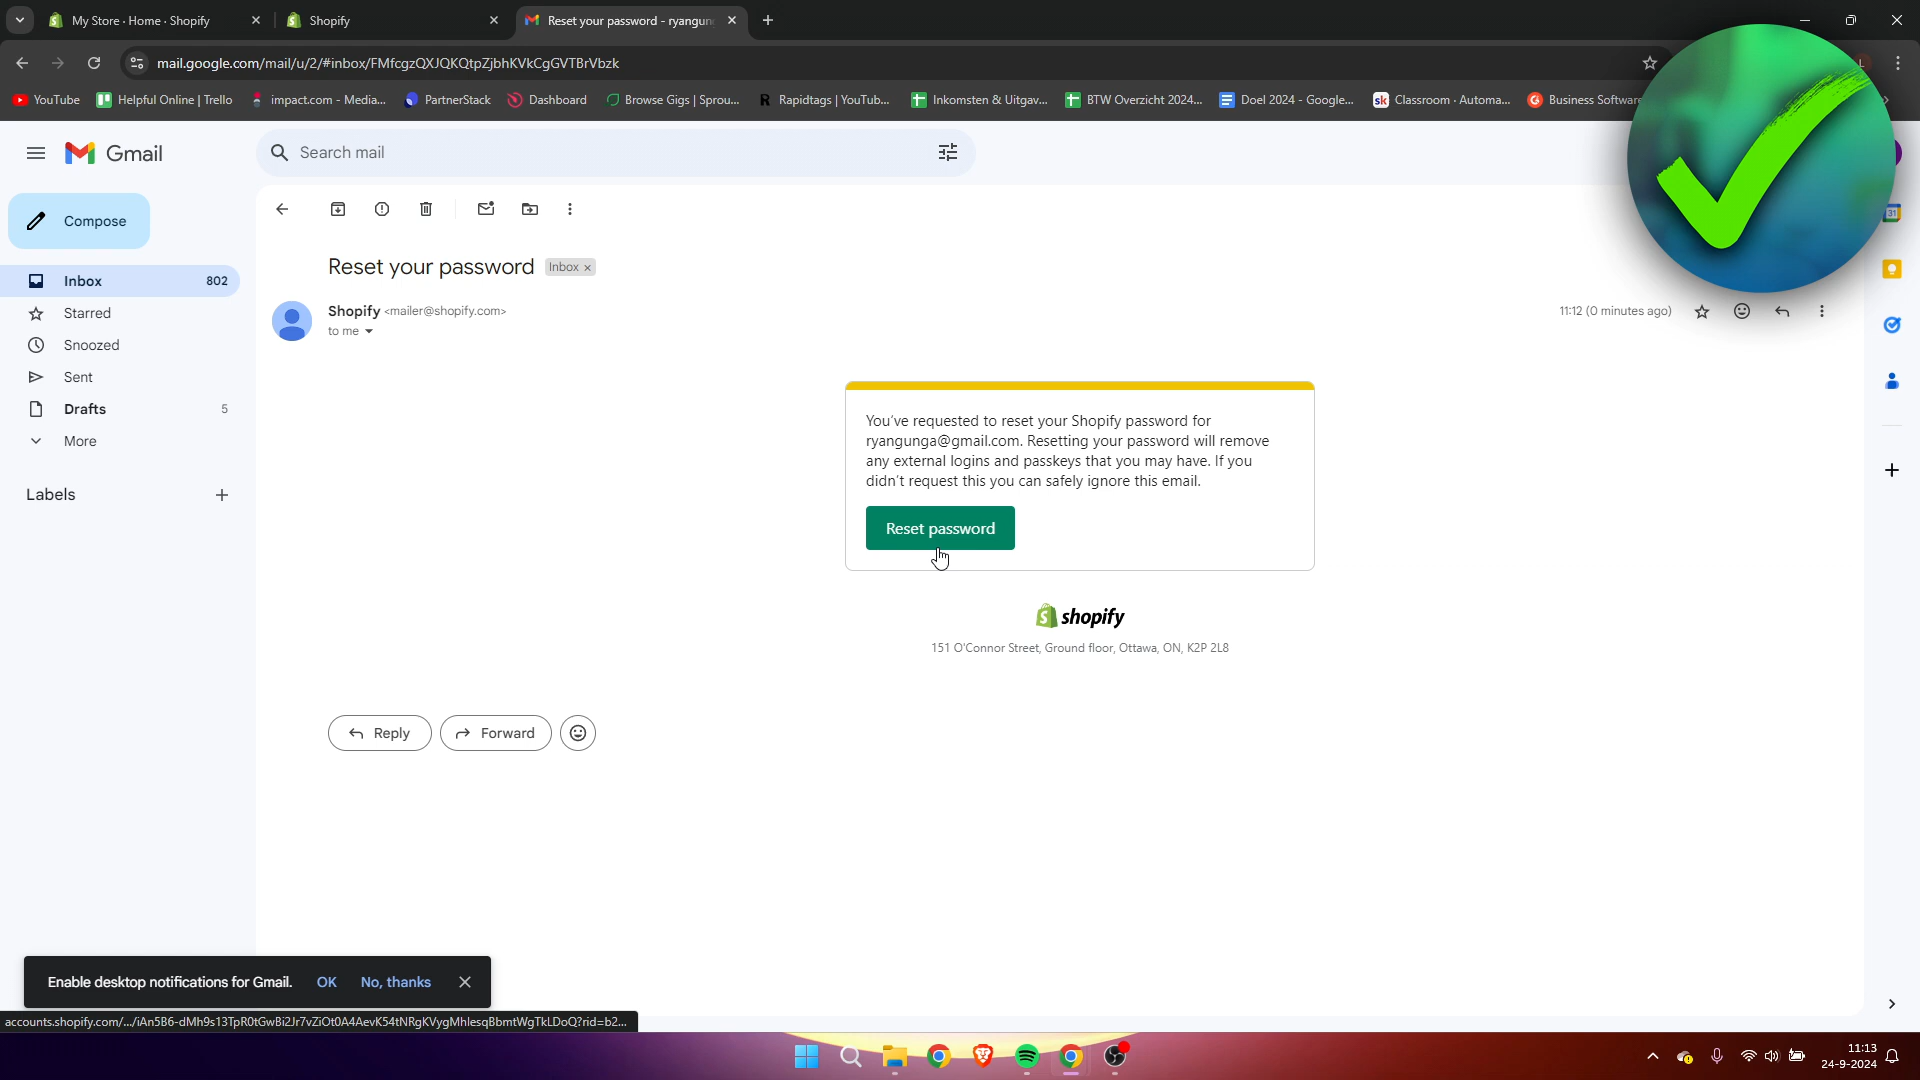 My Store · Home · Shopify
Shopify
Reset your password - ryangun
mail.google.com/mail/u/2/#inbox/FMfcgzQXJQKQtpZjbhKVkCgGVTBrVbzk
YouTube
Helpful Online | Trello
impact.com - Media...
PartnerStack
Dashboard
Browse Gigs | Sprou...
Rapidtags | YouTub...
Inkomsten & Uitgav...
BTW Overzicht 2024...
Doel 2024 - Google...
Classroom · Automa...
Business Software
Gmail
Search mail
Compose
Inbox 802
Starred
Snoozed
Sent
Drafts 5
More
Labels
Reset your password Inbox x
Shopify <mailer@shopify.com>
to me
11:12 (0 minutes ago)
You've requested to reset your Shopify password for
ryangunga@gmail.com. Resetting your password will remove
any external logins and passkeys that you may have. If you
didn't request this you can safely ignore this email.
Reset password
shopify
151 O'Connor Street, Ground floor, Ottawa, ON, K2P 2L8
Reply
Forward
Enable desktop notifications for Gmail. OK No, thanks
11:13
24-9-2024